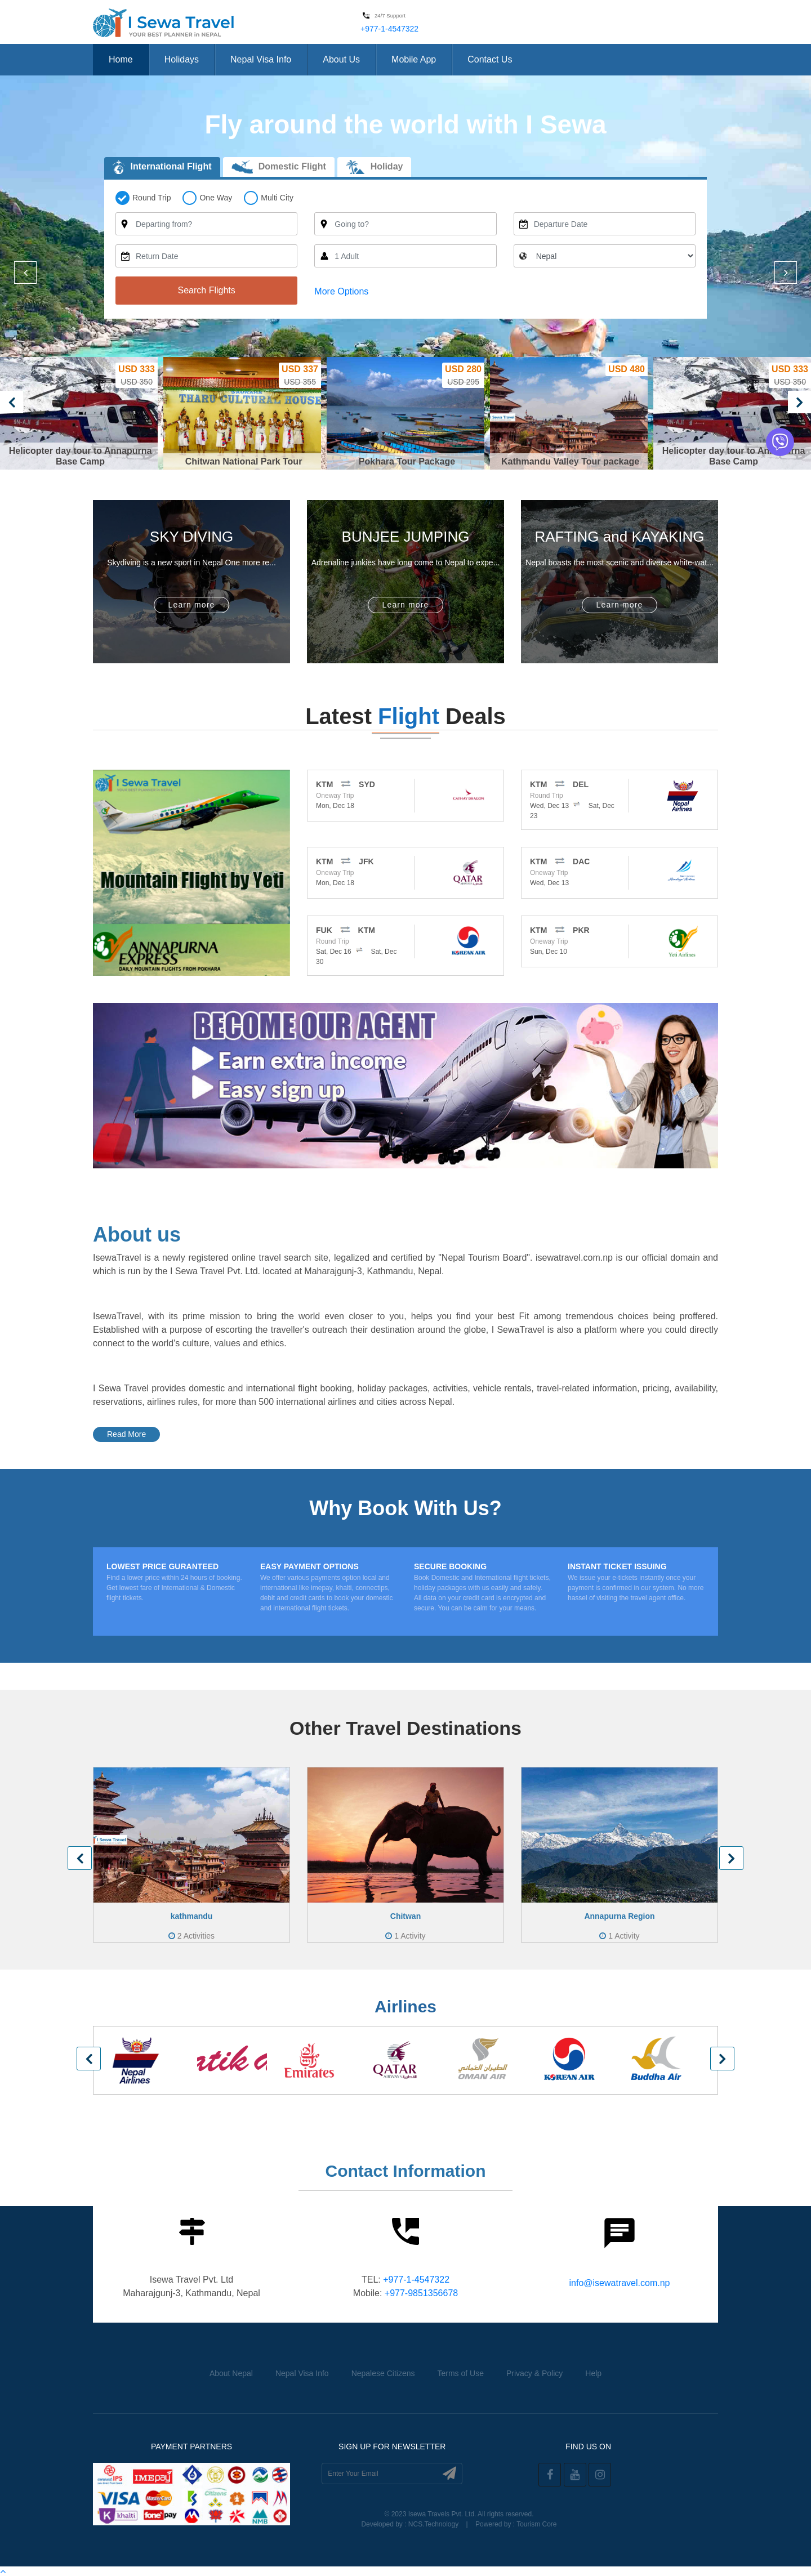 I Sewa Travel
YOUR BEST PLANNER in NEPAL
24/7 Support
+977-1-4547322
Home
Holidays
Nepal Visa Info
About Us
Mobile App
Contact Us
Fly around the world with I Sewa
International Flight
Domestic Flight
Holiday
Round Trip
One Way
Multi City
Departing from?
Going to?
Departure Date
Return Date
1 Adult
Nepal
Search Flights
More Options
USD 333
USD 350
Helicopter day tour to Annapurna Base Camp
USD 337
USD 355
THARU CULTURAL HOUSE
Chitwan National Park Tour
USD 280
USD 295
Pokhara Tour Package
USD 480
I Sewa Travel
Kathmandu Valley Tour package
USD 333
USD 350
Helicopter day tour to Annapurna Base Camp
SKY DIVING
Skydiving is a new sport in Nepal One more re...
Learn more
BUNJEE JUMPING
Adrenaline junkies have long come to Nepal to expe...
Learn more
RAFTING and KAYAKING
Nepal boasts the most scenic and diverse white-wat...
Learn more
Latest Flight Deals
I Sewa Travel
Mountain Flight by Yeti
ANNAPURNA
EXPRESS
DAILY MOUNTAIN FLIGHTS FROM POKHARA
KTM SYD
Oneway Trip
Mon, Dec 18
CATHAY DRAGON
KTM DEL
Round Trip
Wed, Dec 13 Sat, Dec
23
Nepal
Airlines
KTM JFK
Oneway Trip
Mon, Dec 18
QATAR
KTM DAC
Oneway Trip
Wed, Dec 13
FUK KTM
Round Trip
Sat, Dec 16 Sat, Dec
30
KOREAN AIR
KTM PKR
Oneway Trip
Sun, Dec 10
Yeti Airlines
BECOME OUR AGENT
Earn extra income
Easy sign up
About us
IsewaTravel is a newly registered online travel search site, legalized and certified by "Nepal Tourism Board". isewatravel.com.np is our official domain and
which is run by the I Sewa Travel Pvt. Ltd. located at Maharajgunj-3, Kathmandu, Nepal.
IsewaTravel, with its prime mission to bring the world even closer to you, helps you find your best Fit among tremendous choices being proffered.
Established with a purpose of escorting the traveller's outreach their destination around the globe, I SewaTravel is also a platform where you could directly
connect to the world's culture, values and ethics.
I Sewa Travel provides domestic and international flight booking, holiday packages, activities, vehicle rentals, travel-related information, pricing, availability,
reservations, airlines rules, for more than 500 international airlines and cities across Nepal.
Read More
Why Book With Us?
LOWEST PRICE GURANTEED
Find a lower price within 24 hours of booking.
Get lowest fare of International & Domestic
flight tickets.
EASY PAYMENT OPTIONS
We offer various payments option local and
international like imepay, khalti, connectips,
debit and credit cards to book your domestic
and international flight tickets.
SECURE BOOKING
Book Domestic and International flight tickets,
holiday packages with us easily and safely.
All data on your credit card is encrypted and
secure. You can be calm for your means.
INSTANT TICKET ISSUING
We issue your e-tickets instantly once your
payment is confirmed in our system. No more
hassel of visiting the travel agent office.
Other Travel Destinations
I Sewa Travel
kathmandu
2 Activities
Chitwan
1 Activity
Annapurna Region
1 Activity
Airlines
Nepal
Airlines
Emirates
QATAR
OMAN AIR
KOREAN AIR
Buddha Air
Contact Information
Isewa Travel Pvt. Ltd
Maharajgunj-3, Kathmandu, Nepal
TEL: +977-1-4547322
Mobile: +977-9851356678
info@isewatravel.com.np
About Nepal
Nepal Visa Info
Nepalese Citizens
Terms of Use
Privacy & Policy
Help
PAYMENT PARTNERS
IME pay
VISA
MasterCard
khalti
fonepay
NMB
SIGN UP FOR NEWSLETTER
Enter Your Email
FIND US ON
© 2023 Isewa Travels Pvt. Ltd. All rights reserved.
Developed by : NCS.Technology | Powered by : Tourism Core